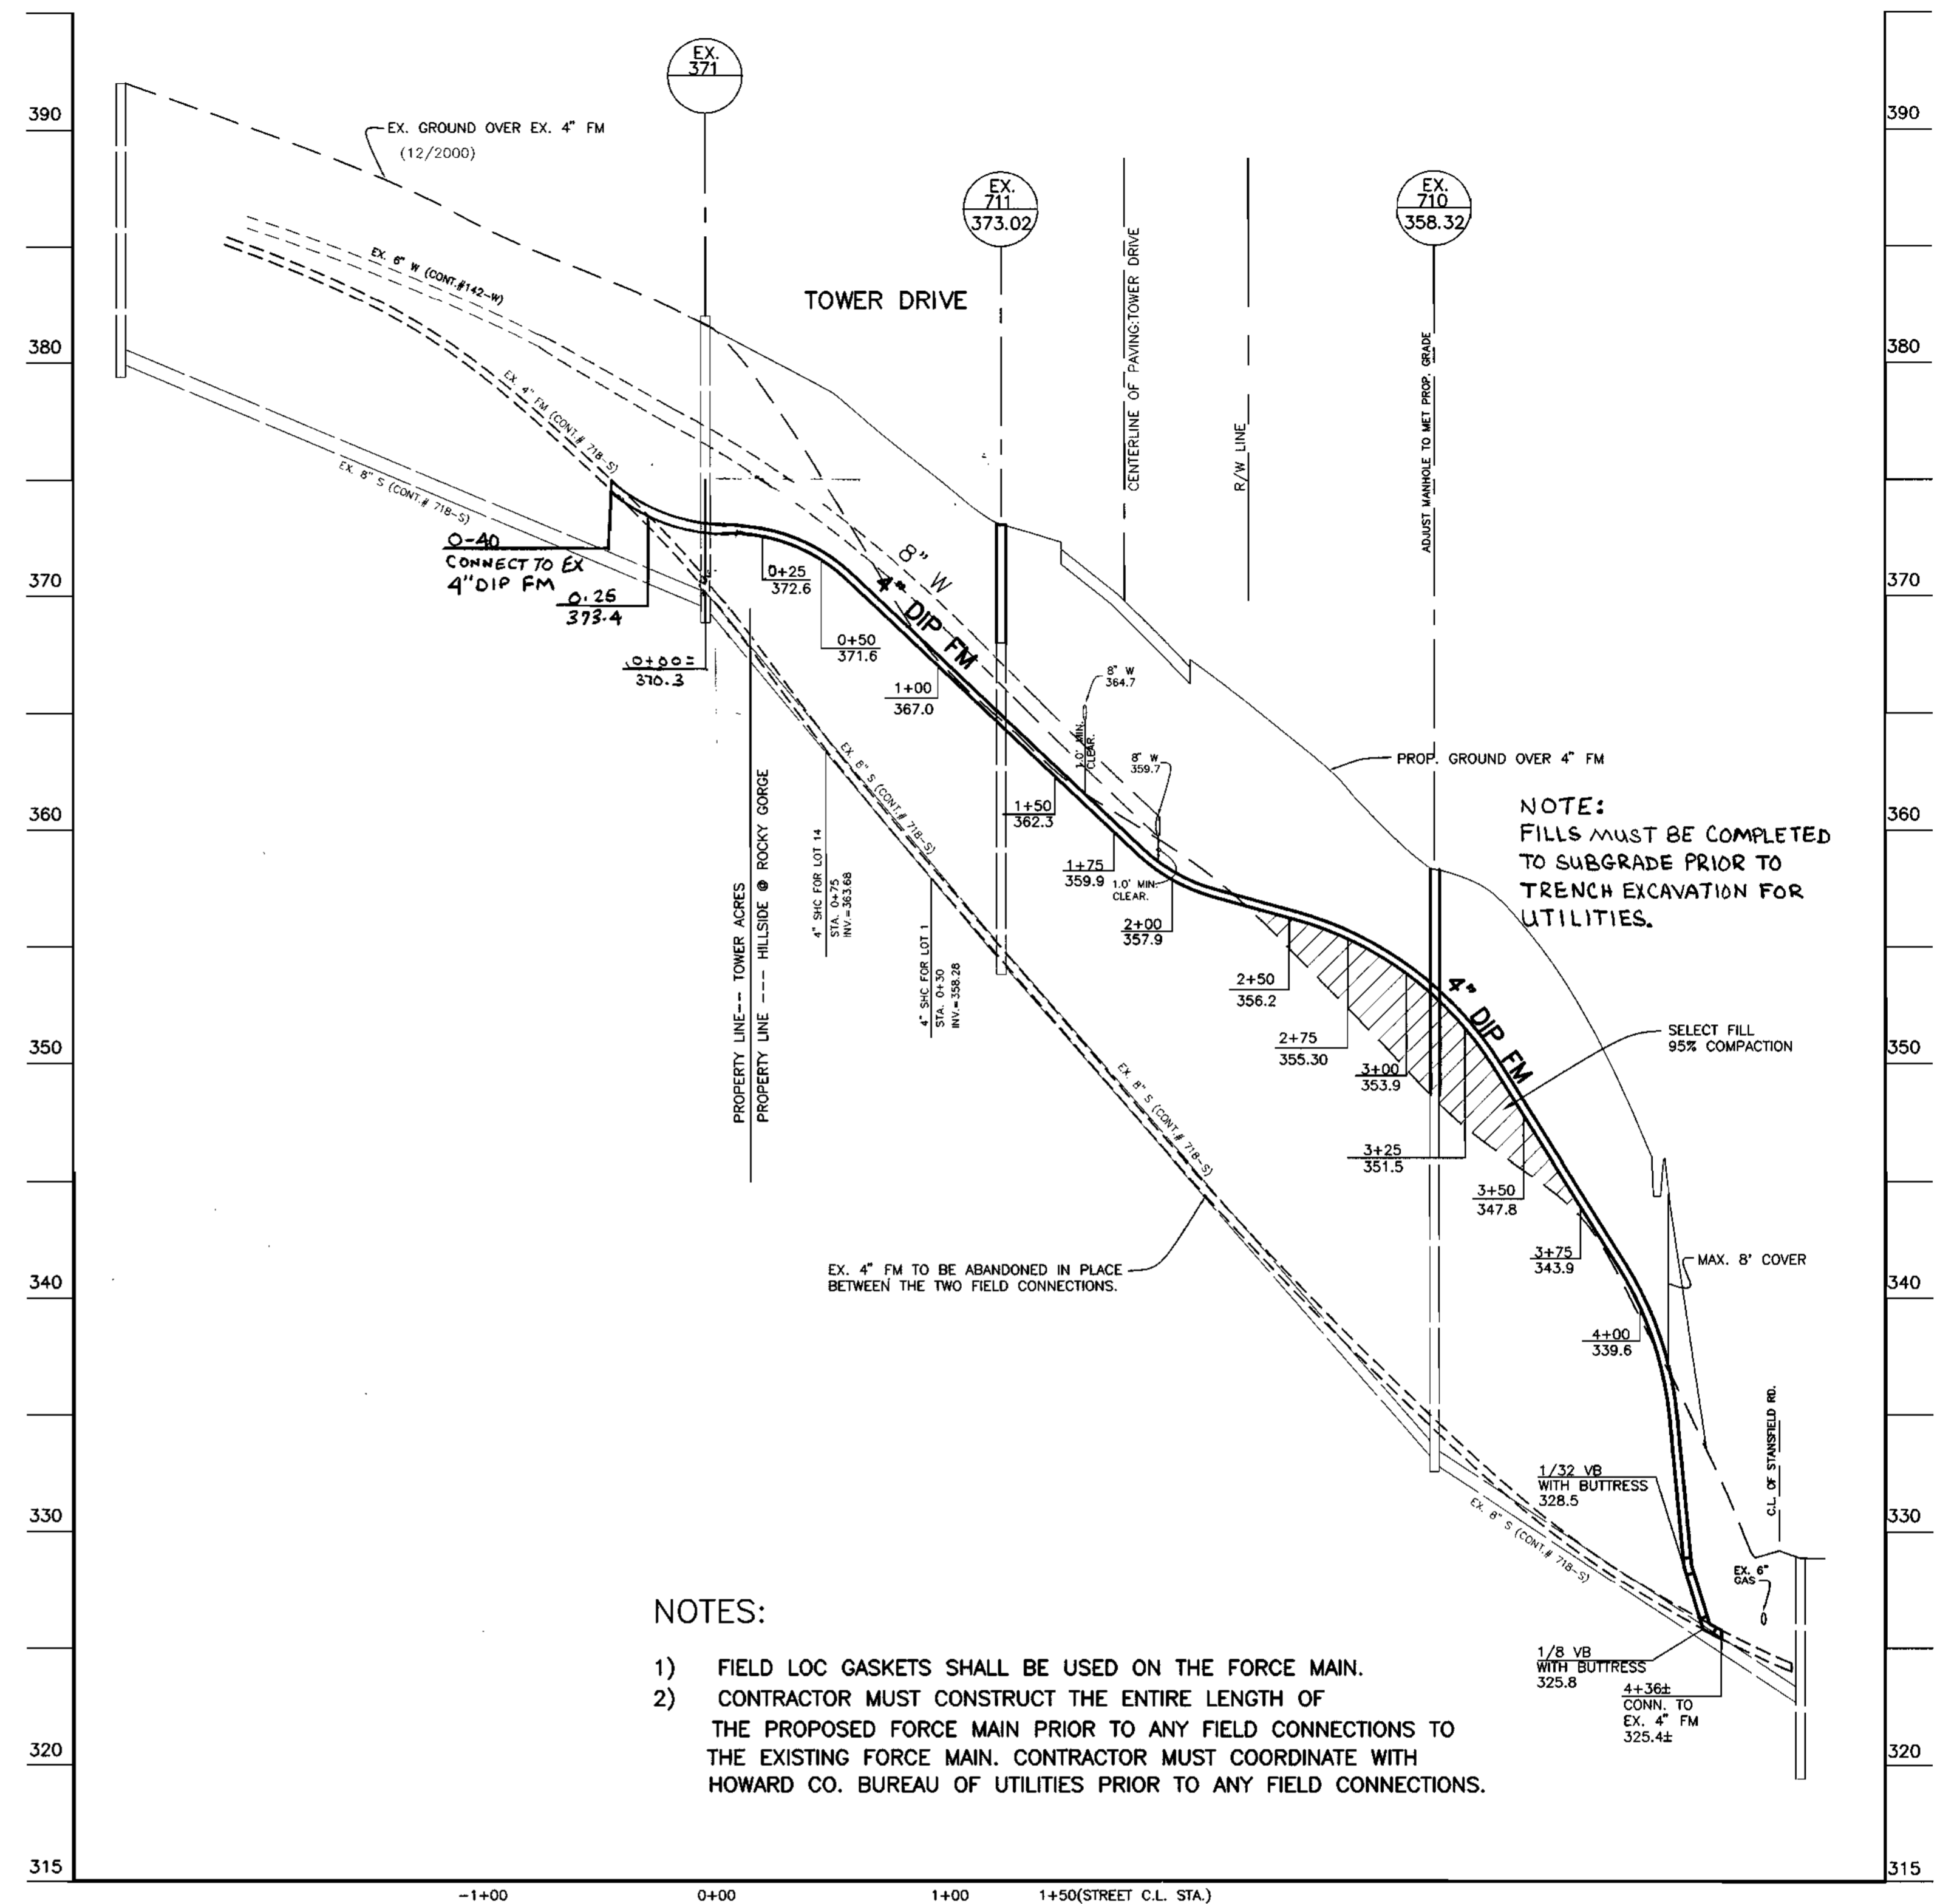 EX.
371
390
390
EX. GROUND OVER EX. 4" FM
(12/2000)
EX.
711
373.02
EX.
710
358.32
EX. 6" W (CONT.#142-W)
TOWER DRIVE
CENTERLINE OF PAVING:TOWER DRIVE
R/W LINE
ADJUST MANHOLE TO MET PROP. GRADE
380
380
EX. 4" FM (CONT.# 718-S)
EX. 8" S (CONT.# 718-S)
0-40
CONNECT TO EX
4" DIP FM
0.25
373.4
0+00=
370.3
0+25
372.6
0+50
371.6
1+00
367.0
8" W
4" DIP FM
370
370
8" W
364.7
1.0' MIN.
CLEAR.
8" W
359.7
PROP. GROUND OVER 4" FM
NOTE:
FILLS MUST BE COMPLETED
TO SUBGRADE PRIOR TO
TRENCH EXCAVATION FOR
UTILITIES.
360
360
EX. 8" S (CONT.# 718-S)
1+50
362.3
1+75
359.9
1.0' MIN.
CLEAR.
2+00
357.9
PROPERTY LINE--- TOWER ACRES
PROPERTY LINE ---- HILLSIDE @ ROCKY GORGE
4" SHC FOR LOT 14
STA. 0+75
INV.=363.68
4" SHC FOR LOT 1
STA. 0+30
INV.=358.28
2+50
356.2
2+75
355.30
3+00
353.9
4" DIP FM
SELECT FILL
95% COMPACTION
350
350
EX. 8" S (CONT.# 718-S)
3+25
351.5
3+50
347.8
3+75
343.9
MAX. 8' COVER
EX. 4" FM TO BE ABANDONED IN PLACE
BETWEEN THE TWO FIELD CONNECTIONS.
340
340
4+00
339.6
C.L. OF STANSFIELD RD.
1/32 VB
WITH BUTTRESS
328.5
EX. 8" S (CONT.# 718-S)
330
330
EX. 6"
GAS
1/8 VB
WITH BUTTRESS
325.8
4+36±
CONN. TO
EX. 4" FM
325.4±
NOTES:
1) FIELD LOC GASKETS SHALL BE USED ON THE FORCE MAIN.
2) CONTRACTOR MUST CONSTRUCT THE ENTIRE LENGTH OF
THE PROPOSED FORCE MAIN PRIOR TO ANY FIELD CONNECTIONS TO
THE EXISTING FORCE MAIN. CONTRACTOR MUST COORDINATE WITH
HOWARD CO. BUREAU OF UTILITIES PRIOR TO ANY FIELD CONNECTIONS.
320
320
315
315
-1+00
0+00
1+00
1+50(STREET C.L. STA.)